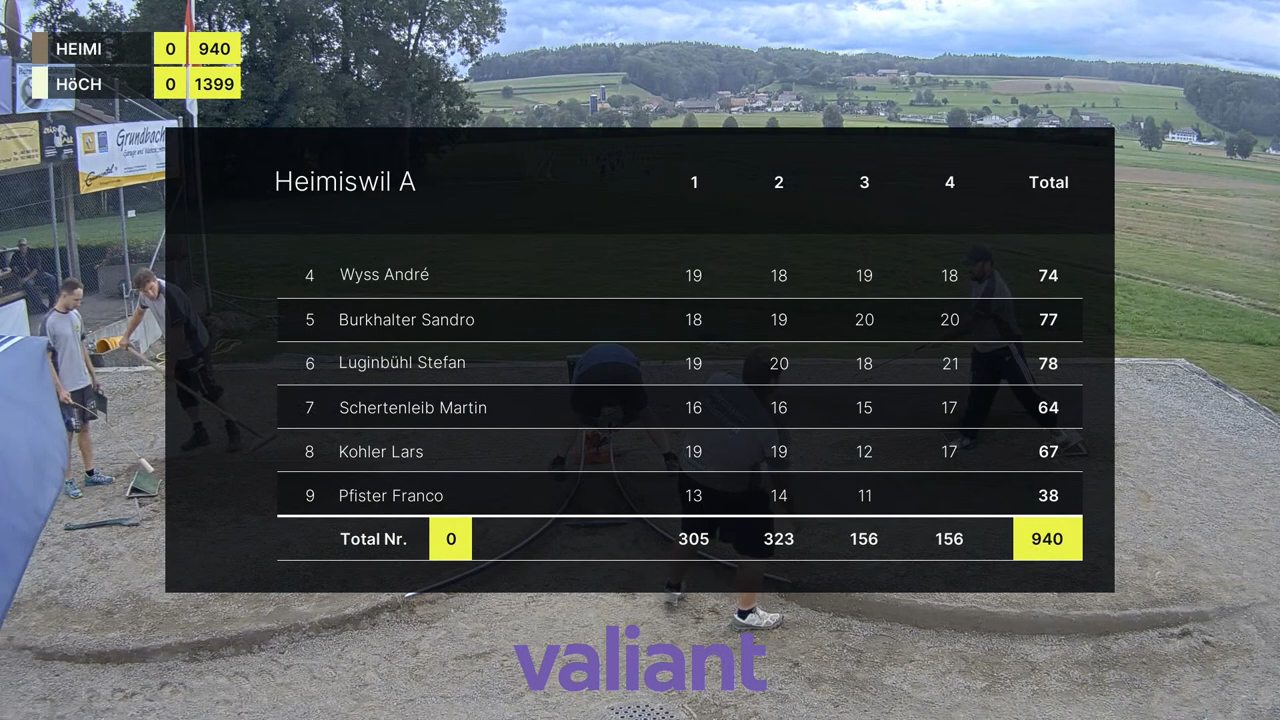 HEIMI 0 940
HöCH 0 1399
Grundbach
Heimiswil A 1 2 3 4 Total
4 Wyss André 19 18 19 18 74
5 Burkhalter Sandro 18 19 20 20 77
6 Luginbühl Stefan 19 20 18 21 78
7 Schertenleib Martin 16 16 15 17 64
8 Kohler Lars 19 19 12 17 67
9 Pfister Franco 13 14 11 38
Total Nr. 0 305 323 156 156 940
valiant